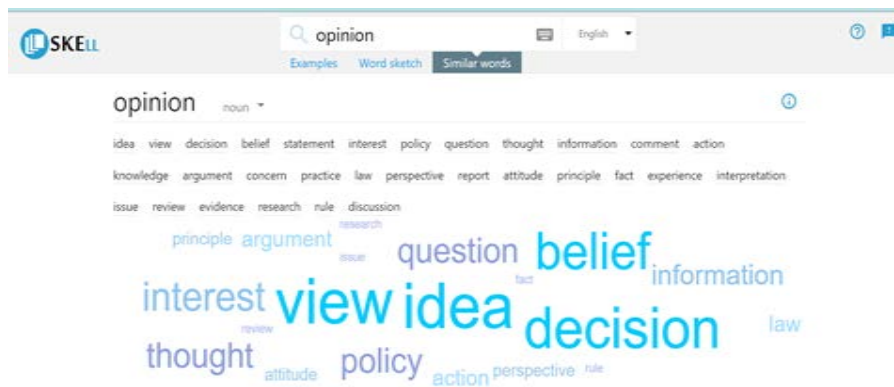 SKELL
opinion English
Examples Word sketch Similar words
opinion noun
idea view decision belief statement interest policy question thought information comment action
knowledge argument concern practice law perspective report attitude principle fact experience interpretation
issue review evidence research rule discussion
research
principle argument
question belief
issue
information
fact
interest view idea
decision law
review
thought policy
attitude action perspective rule